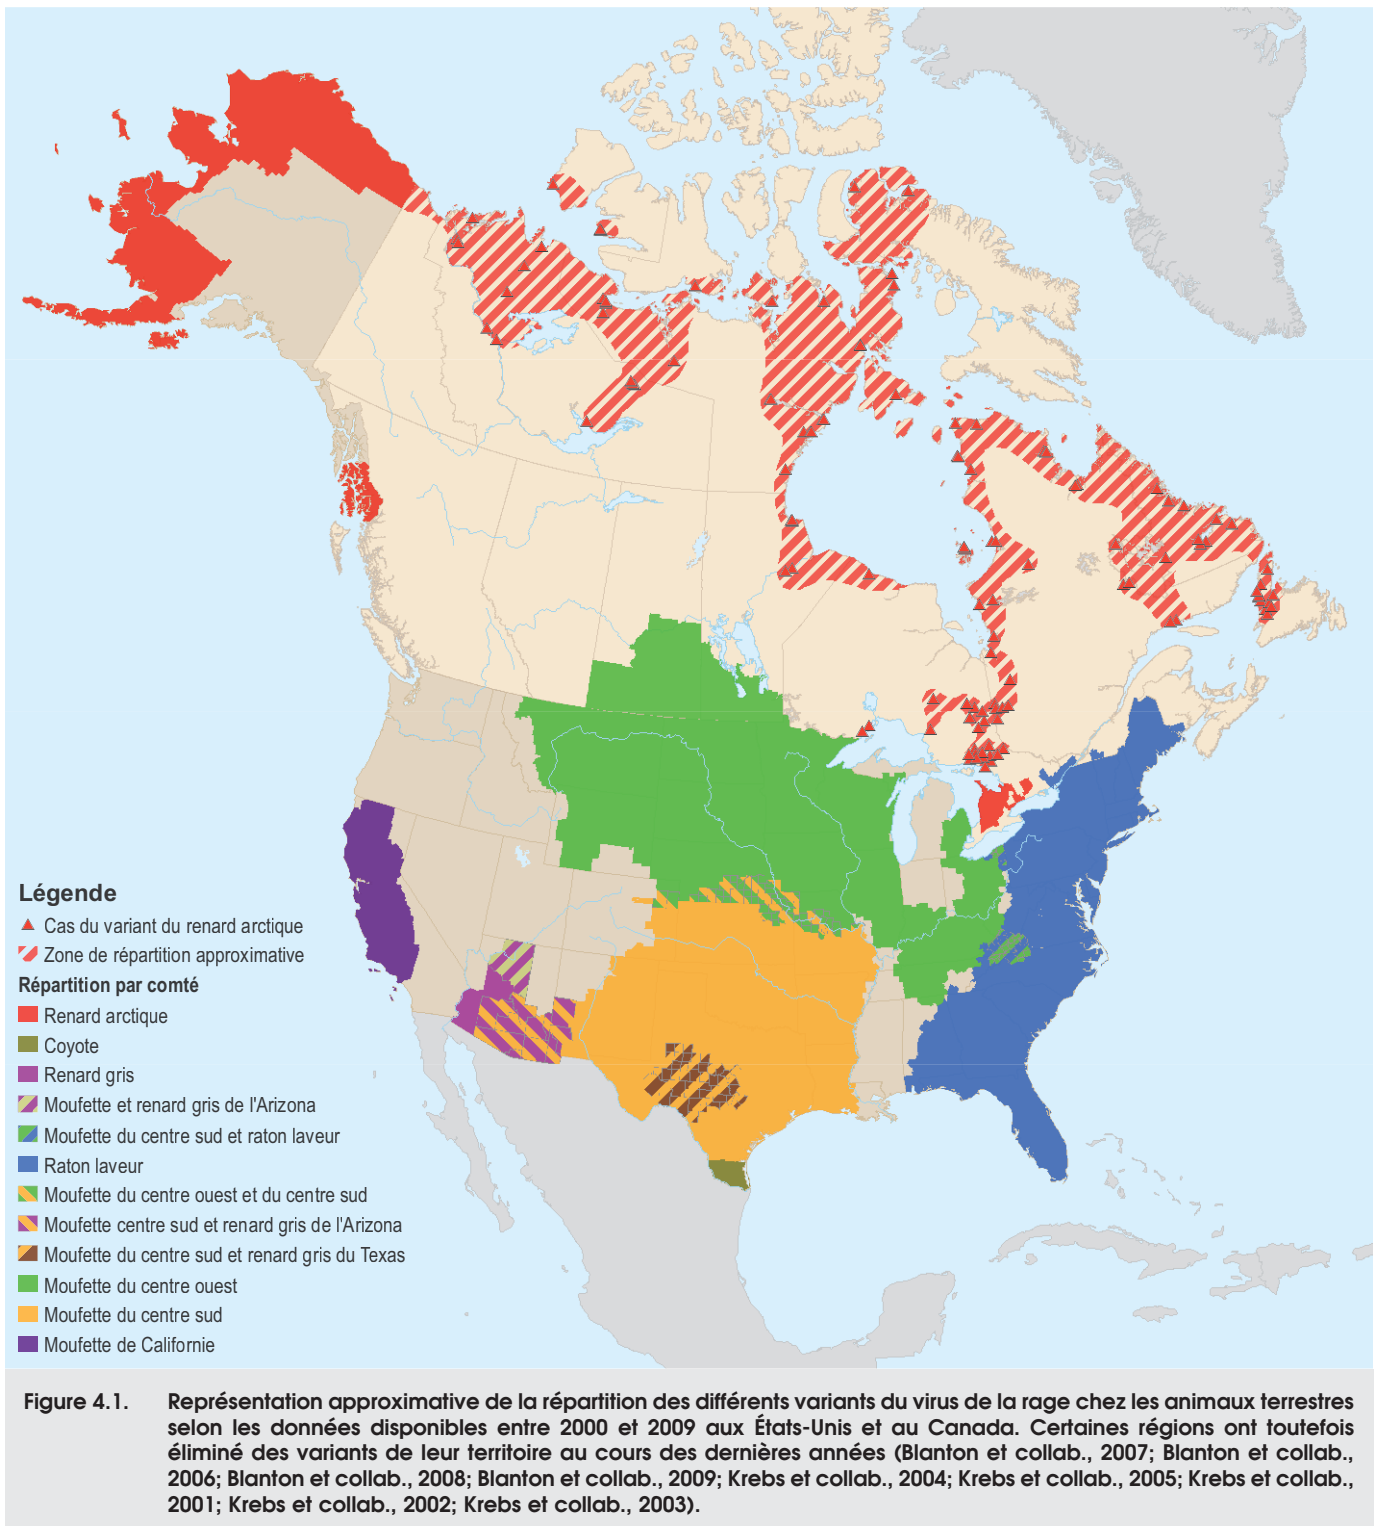 Légende
Cas du variant du renard arctique
Zone de répartition approximative
Répartition par comté
Renard arctique
Coyote
Renard gris
Moufette et renard gris de l'Arizona
Moufette du centre sud et raton laveur
Raton laveur
Moufette du centre ouest et du centre sud
Moufette centre sud et renard gris de l'Arizona
Moufette du centre sud et renard gris du Texas
Moufette du centre ouest
Moufette du centre sud
Moufette de Californie
Figure 4.1. Représentation approximative de la répartition des différents variants du virus de la rage chez les animaux terrestres
selon les données disponibles entre 2000 et 2009 aux États-Unis et au Canada. Certaines régions ont toutefois
éliminé des variants de leur territoire au cours des dernières années (Blanton et collab., 2007; Blanton et collab.,
2006; Blanton et collab., 2008; Blanton et collab., 2009; Krebs et collab., 2004; Krebs et collab., 2005; Krebs et collab.,
2001; Krebs et collab., 2002; Krebs et collab., 2003).